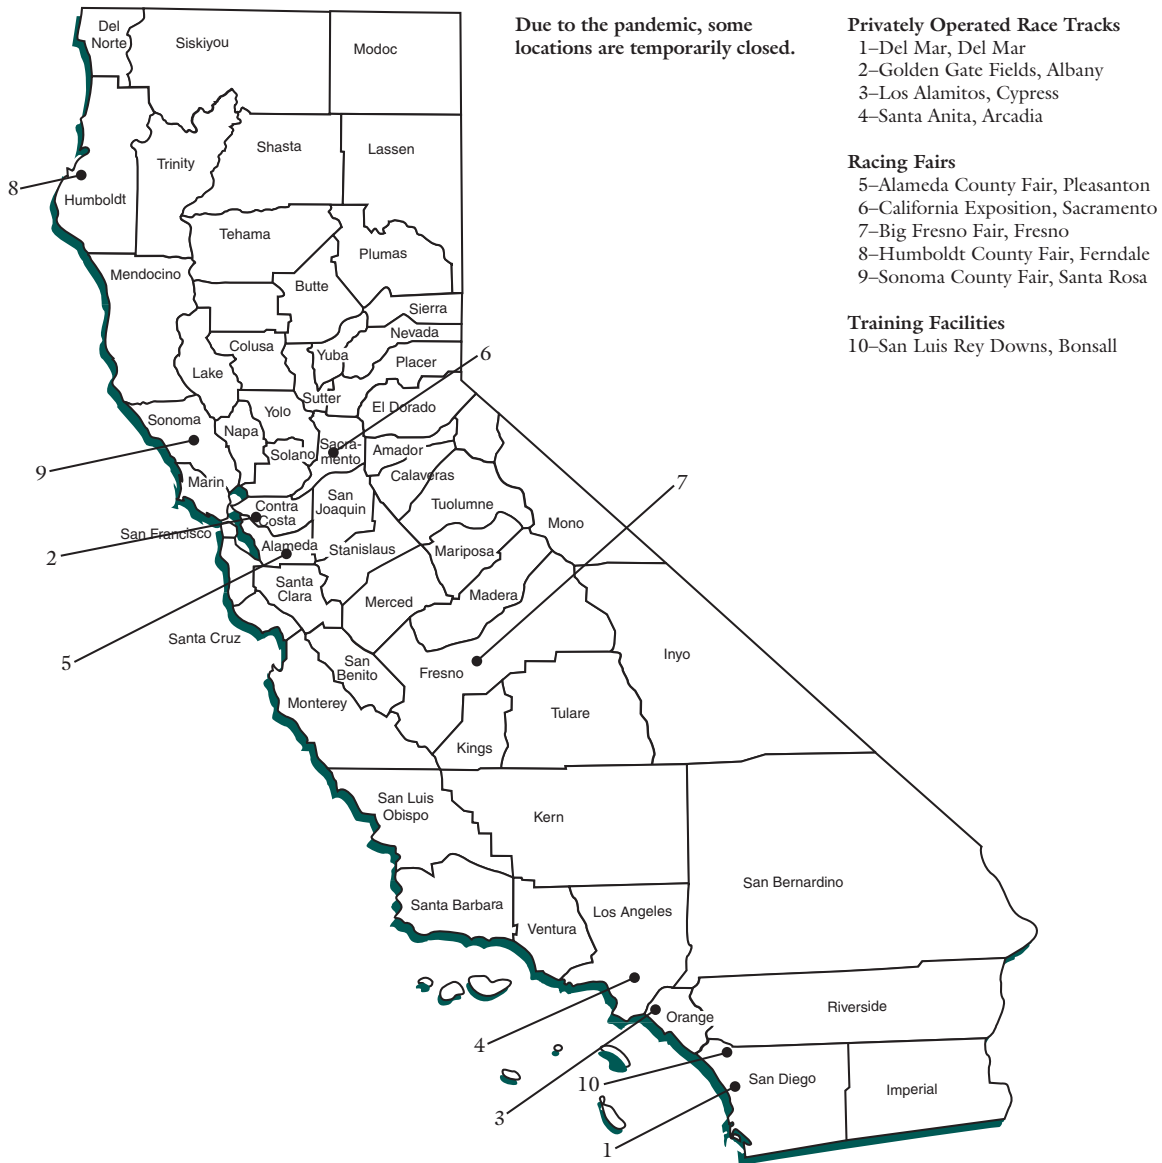 Due to the pandemic, some
locations are temporarily closed.
Privately Operated Race Tracks
1–Del Mar, Del Mar
2–Golden Gate Fields, Albany
3–Los Alamitos, Cypress
4–Santa Anita, Arcadia
Racing Fairs
5–Alameda County Fair, Pleasanton
6–California Exposition, Sacramento
7–Big Fresno Fair, Fresno
8–Humboldt County Fair, Ferndale
9–Sonoma County Fair, Santa Rosa
Training Facilities
10–San Luis Rey Downs, Bonsall
Del
Norte
Siskiyou
Modoc
Shasta
Lassen
Trinity
8
Humboldt
Tehama
Plumas
Mendocino
Butte
Sierra
Nevada
Colusa
Yuba
Placer
6
Lake
Sutter
El Dorado
Yolo
Sonoma
Napa
Sacra-
mento
Solano
Amador
9
Marin
Calaveras
7
San
Joaquin
Contra
Costa
Tuolumne
Mono
San Francisco
2
Alameda
Stanislaus
Mariposa
Santa
Clara
Merced
Madera
Santa Cruz
5
San
Benito
Fresno
Inyo
Monterey
Tulare
Kings
San Luis
Obispo
Kern
San Bernardino
Santa Barbara
Los Angeles
Ventura
Riverside
Orange
4
10
San Diego
Imperial
3
1